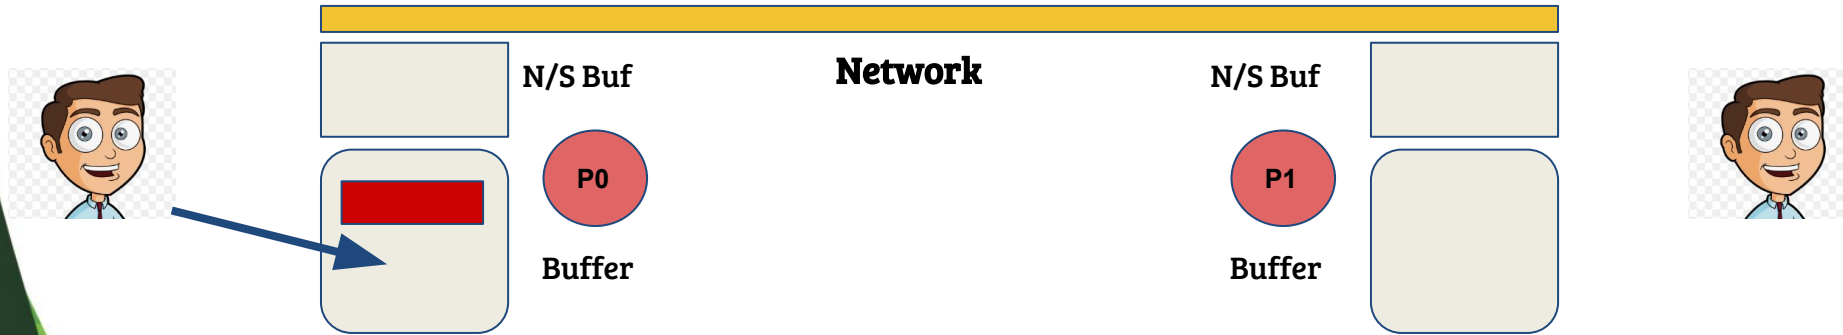 N/S Buf
Network
N/S Buf
P0
P1
Buffer
Buffer